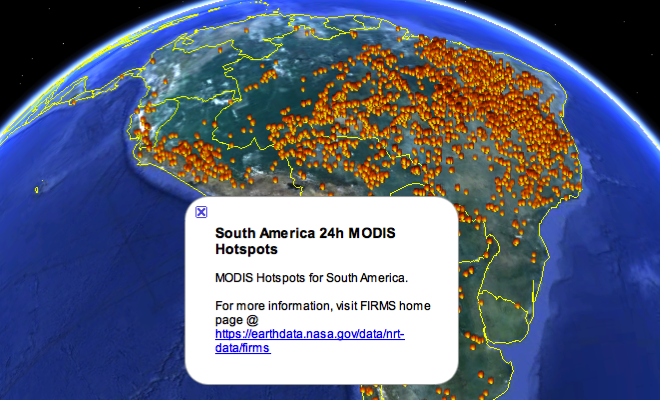 South America 24h MODIS
Hotspots
MODIS Hotspots for South America.
For more information, visit FIRMS home
page @
https://earthdata.nasa.gov/data/nrt-
data/firms